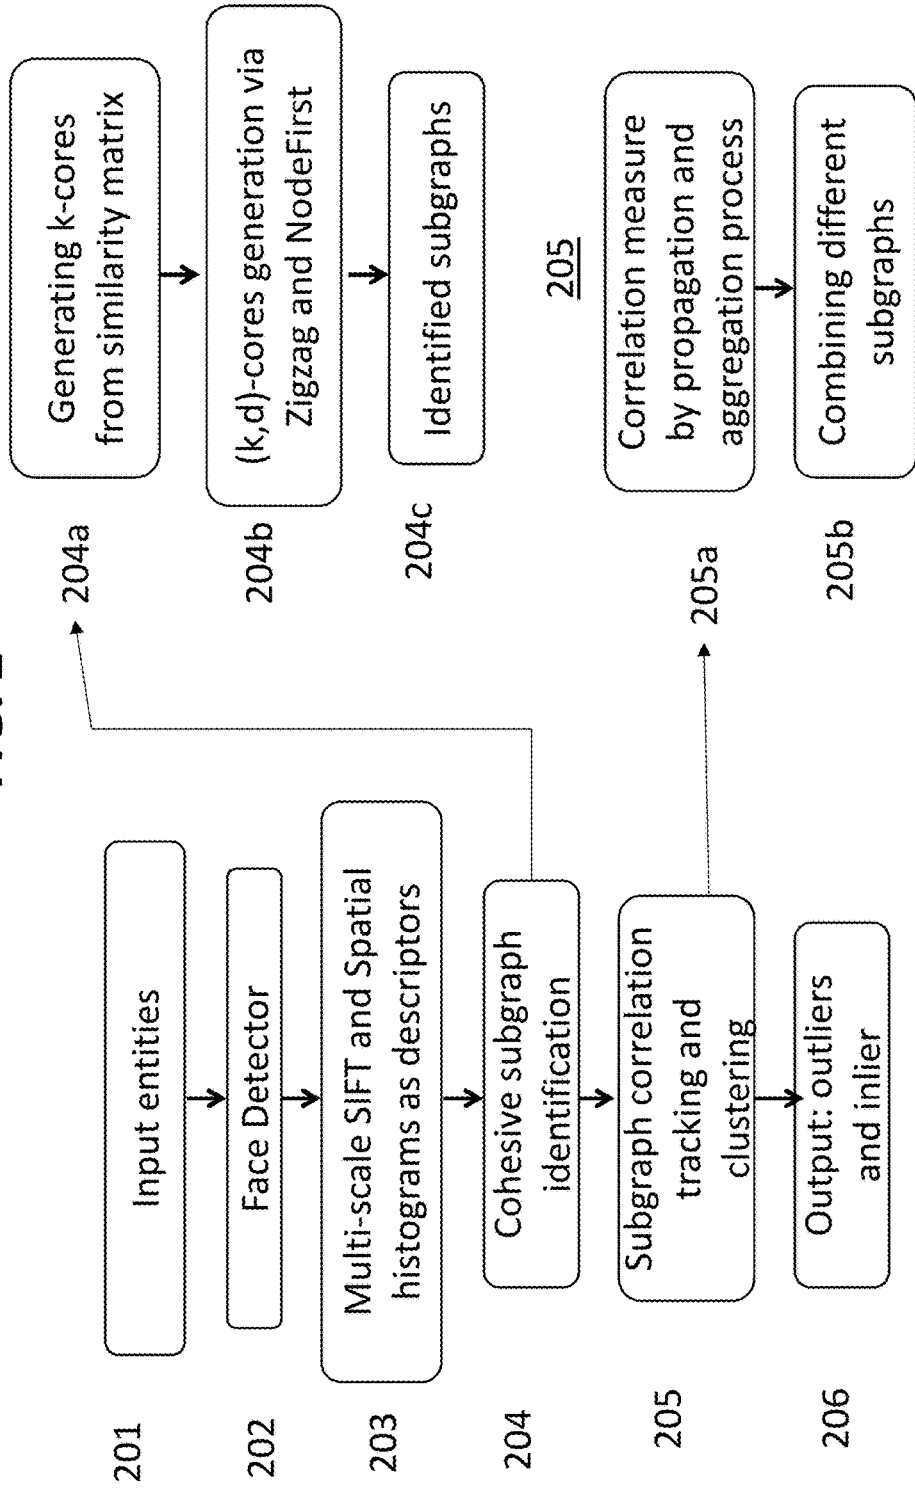 201
Input entities
202
Face Detector
203
Multi-scale SIFT and Spatial
histograms as descriptors
204
Cohesive subgraph
identification
205
Subgraph correlation
tracking and
clustering
206
Output: outliers
and inlier
204a
Generating k-cores
from similarity matrix
204b
(k,d)-cores generation via
Zigzag and NodeFirst
204c
Identified subgraphs
205
205a
Correlation measure
by propagation and
aggregation process
205b
Combining different
subgraphs